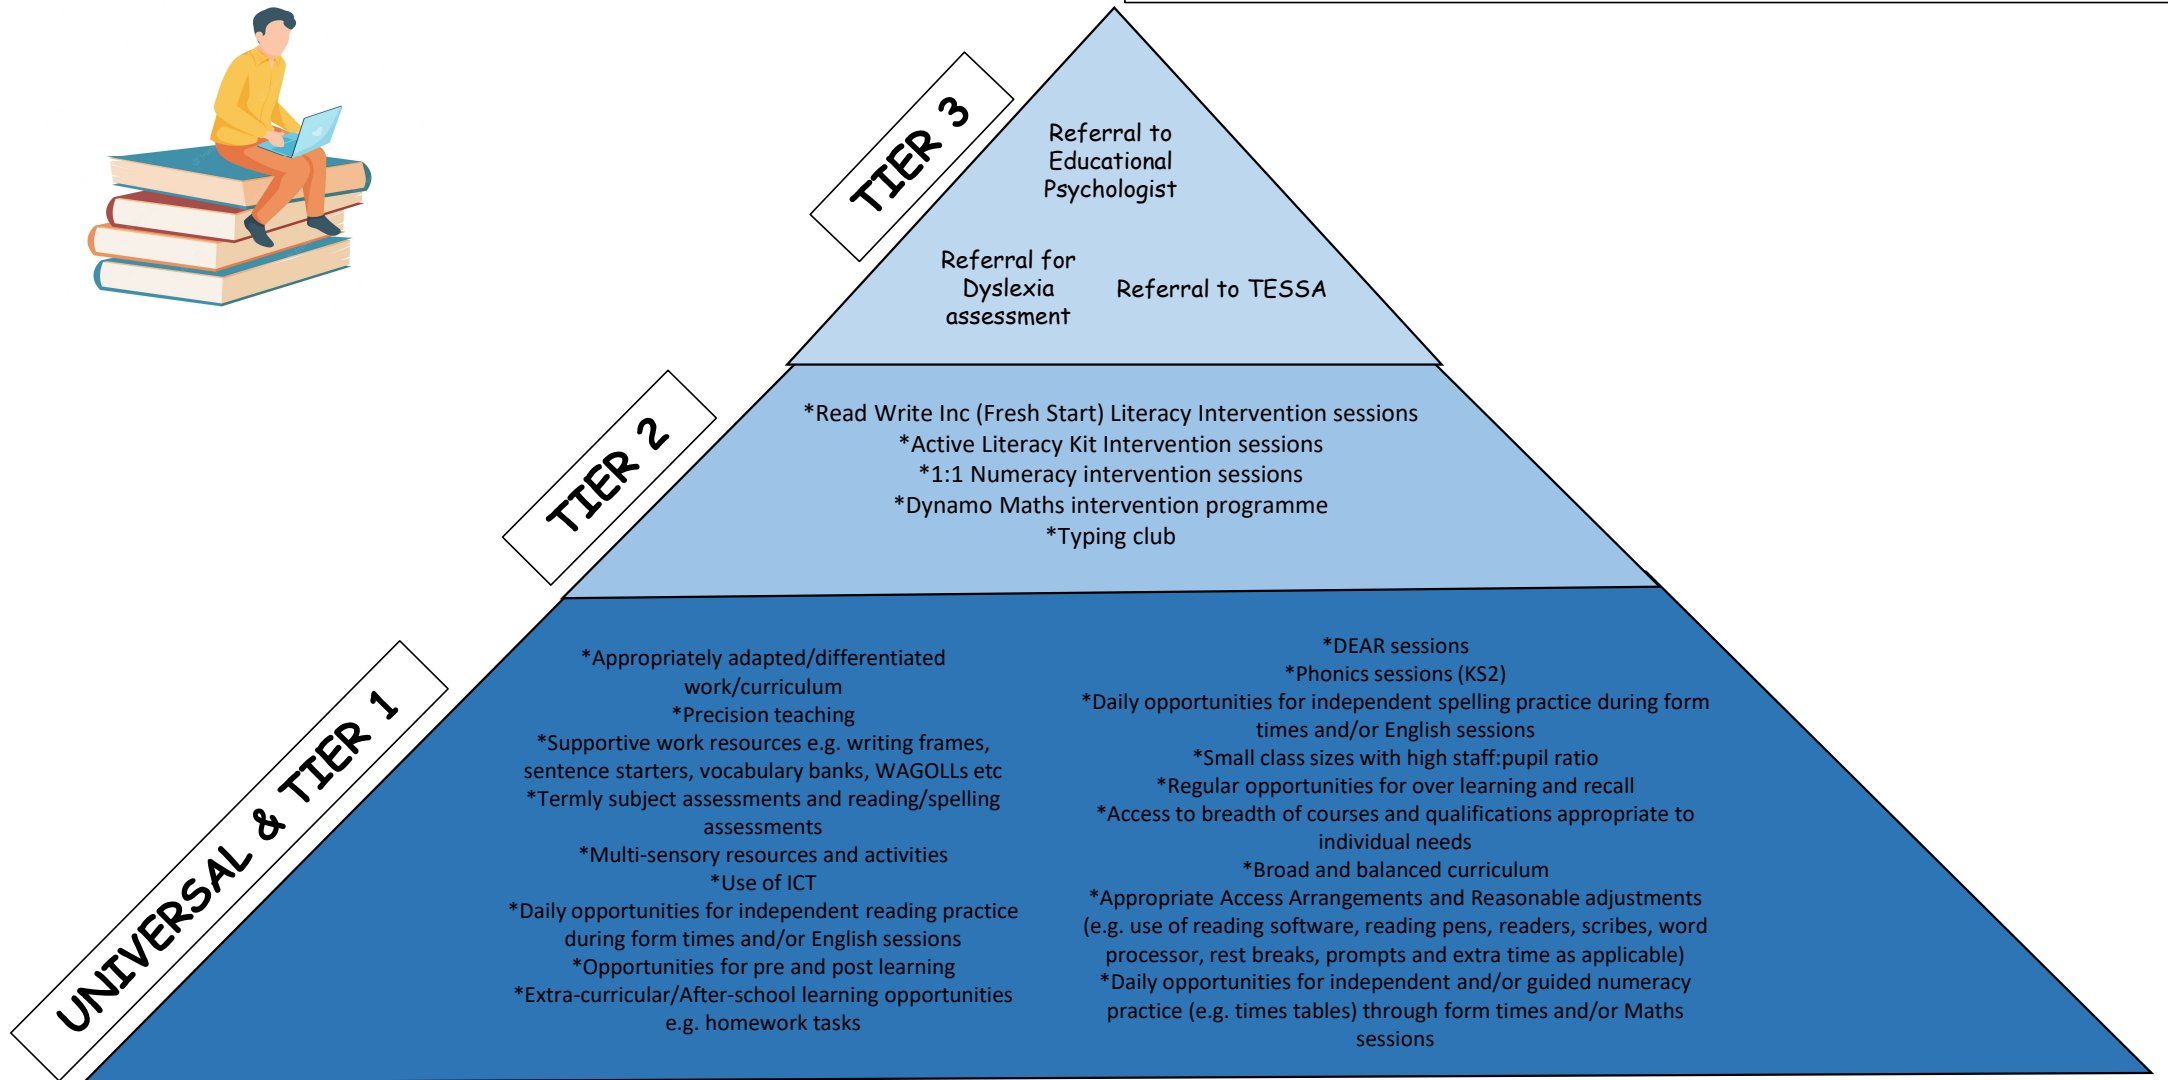 TIER 3
Referral to
Educational
Psychologist
Referral for
Dyslexia
assessment
Referral to TESSA
TIER 2
*Read Write Inc (Fresh Start) Literacy Intervention sessions
*Active Literacy Kit Intervention sessions
*1:1 Numeracy intervention sessions
*Dynamo Maths intervention programme
*Typing club
UNIVERSAL & TIER 1
*Appropriately adapted/differentiated
work/curriculum
*Precision teaching
*Supportive work resources e.g. writing frames,
sentence starters, vocabulary banks, WAGOLLs etc
*Termly subject assessments and reading/spelling
assessments
*Multi-sensory resources and activities
*Use of ICT
*Daily opportunities for independent reading practice
during form times and/or English sessions
*Opportunities for pre and post learning
*Extra-curricular/After-school learning opportunities
e.g. homework tasks
*DEAR sessions
*Phonics sessions (KS2)
*Daily opportunities for independent spelling practice during form
times and/or English sessions
*Small class sizes with high staff:pupil ratio
*Regular opportunities for over learning and recall
*Access to breadth of courses and qualifications appropriate to
individual needs
*Broad and balanced curriculum
*Appropriate Access Arrangements and Reasonable adjustments
(e.g. use of reading software, reading pens, readers, scribes, word
processor, rest breaks, prompts and extra time as applicable)
*Daily opportunities for independent and/or guided numeracy
practice (e.g. times tables) through form times and/or Maths
sessions